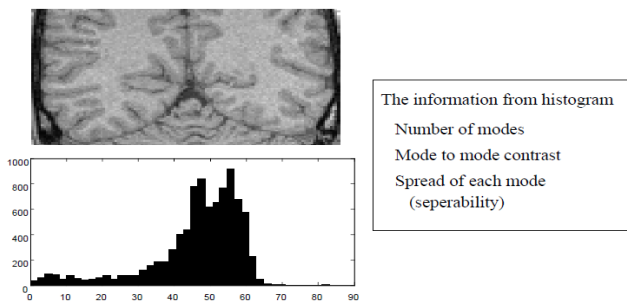 The information from histogram
Number of modes
Mode to mode contrast
Spread of each mode
(seperability)
1000
800
600
400
200
0
0 10 20 30 40 50 60 70 80 90